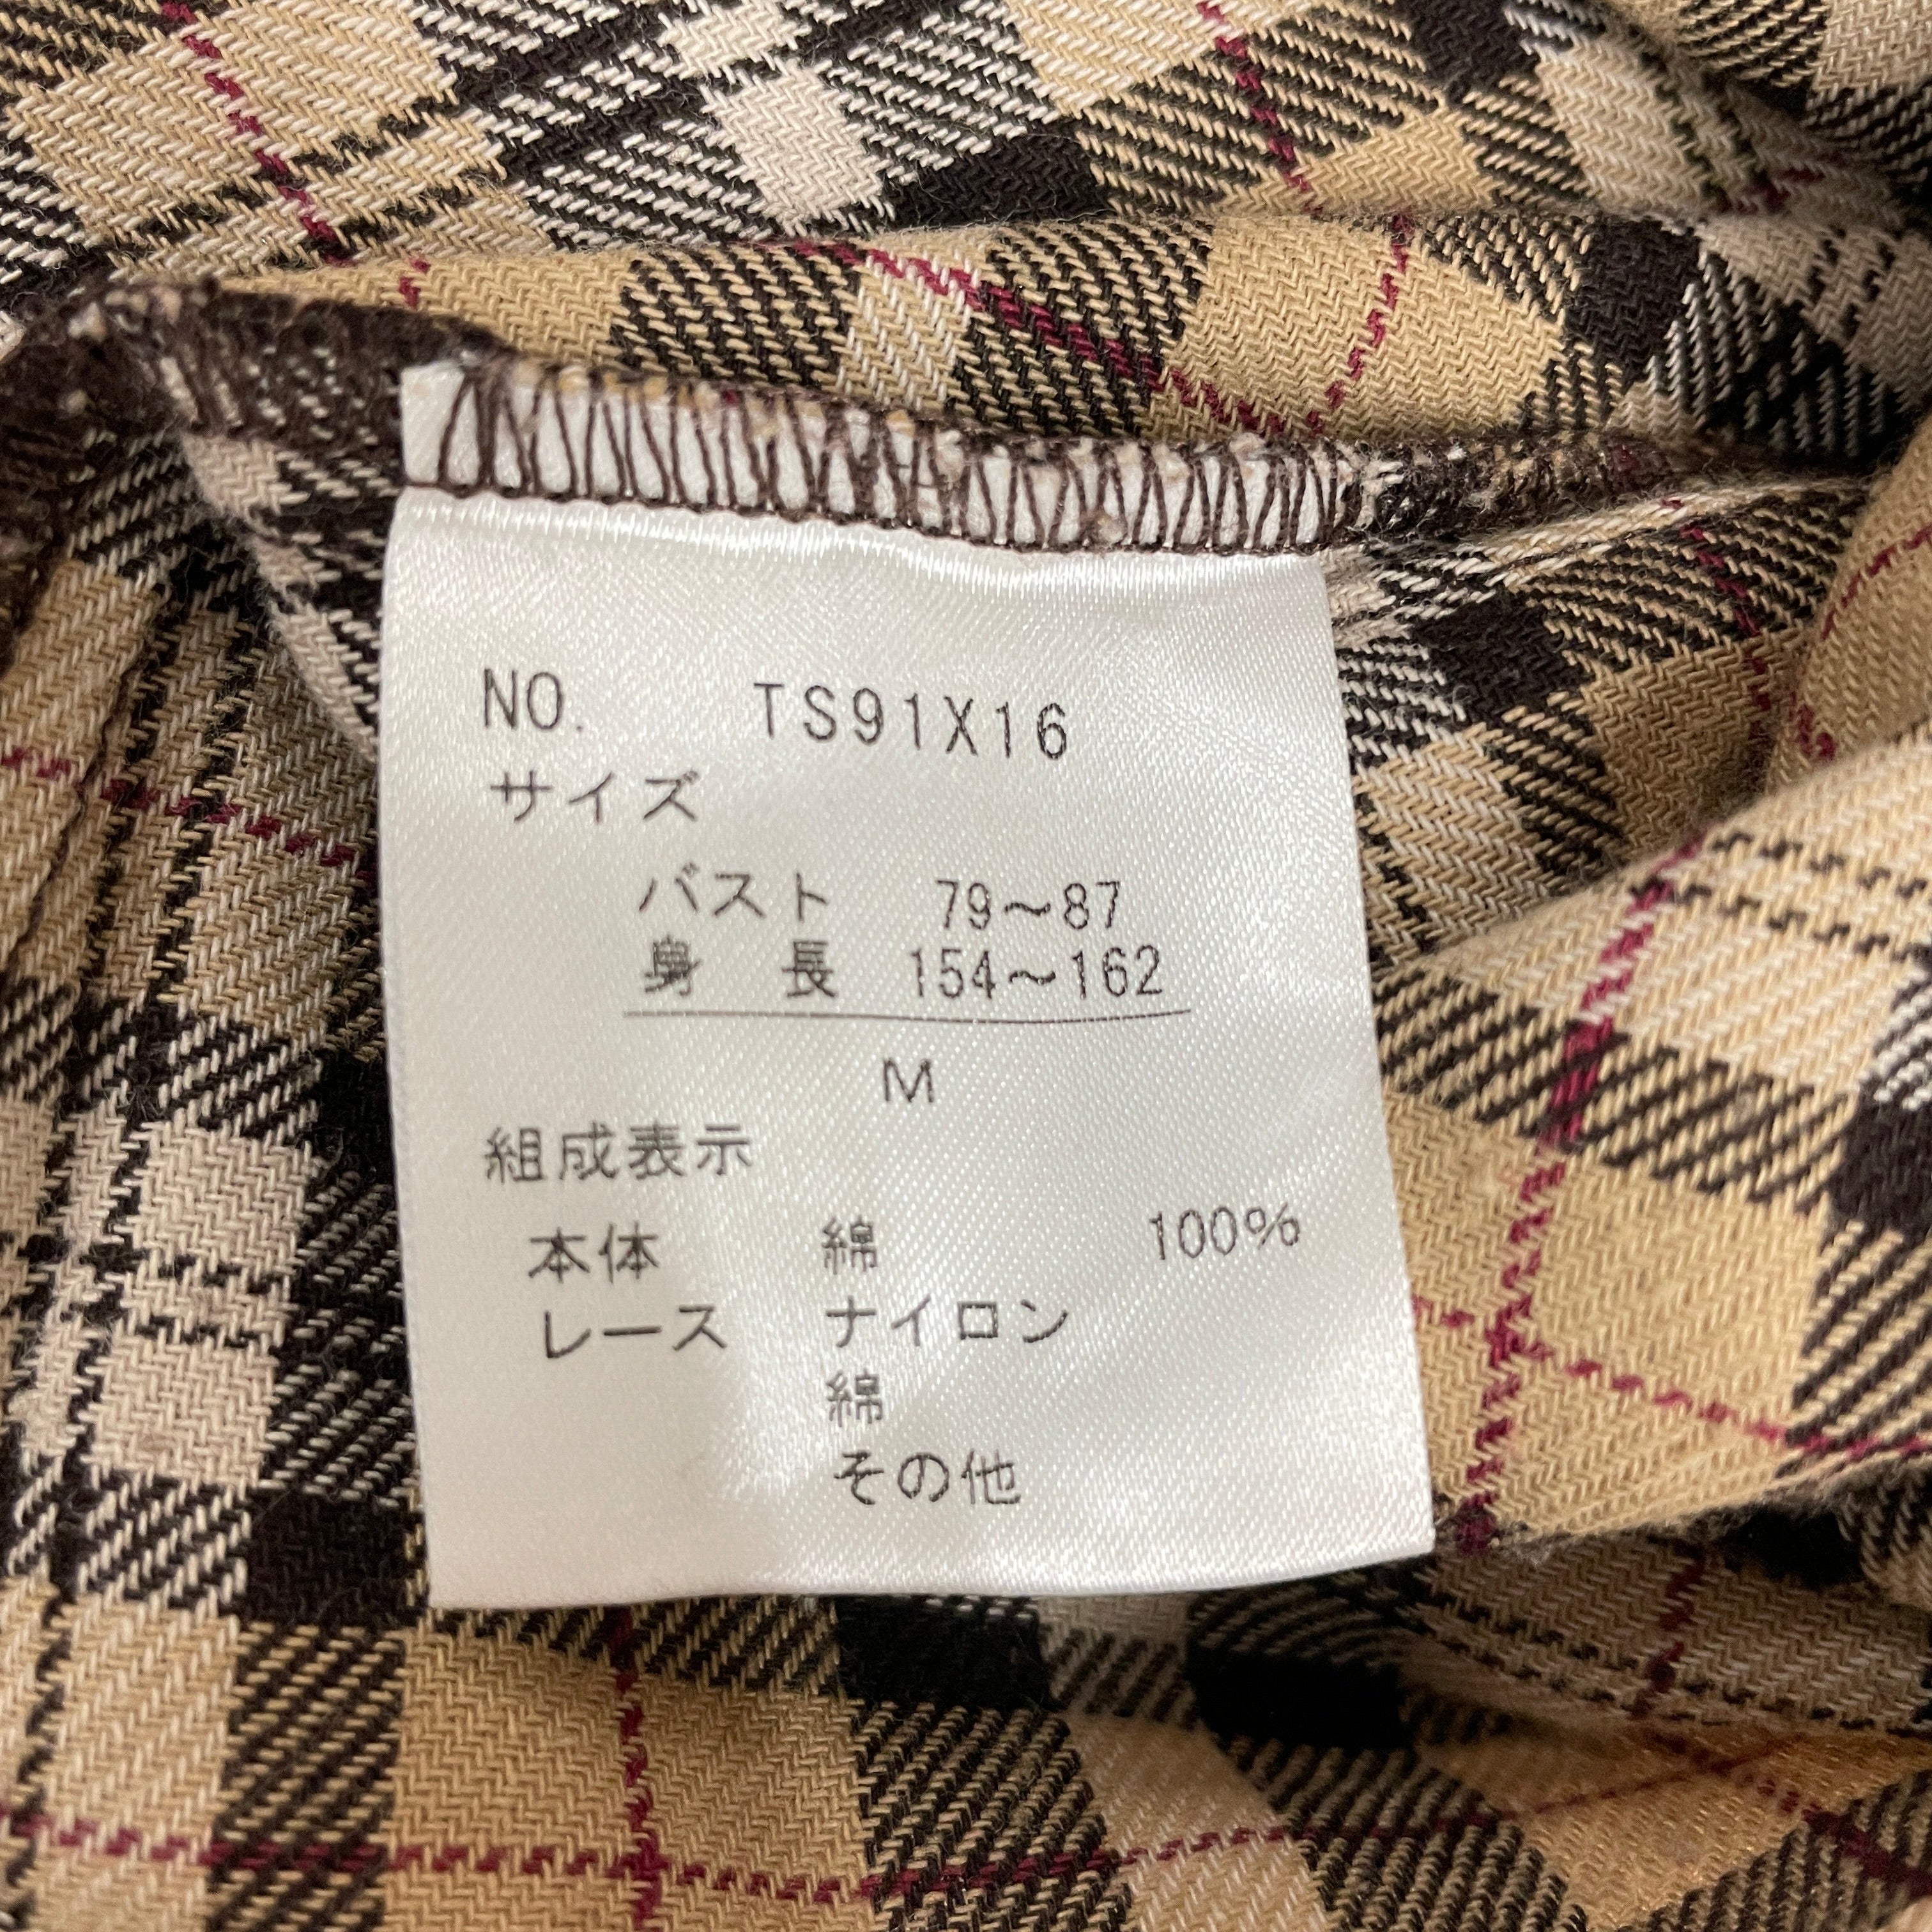 NO. TS91X16
サイズ
バスト 79～87
身 長 154～162
M
組成表示
本体 綿 100%
レース ナイロン
綿
その他